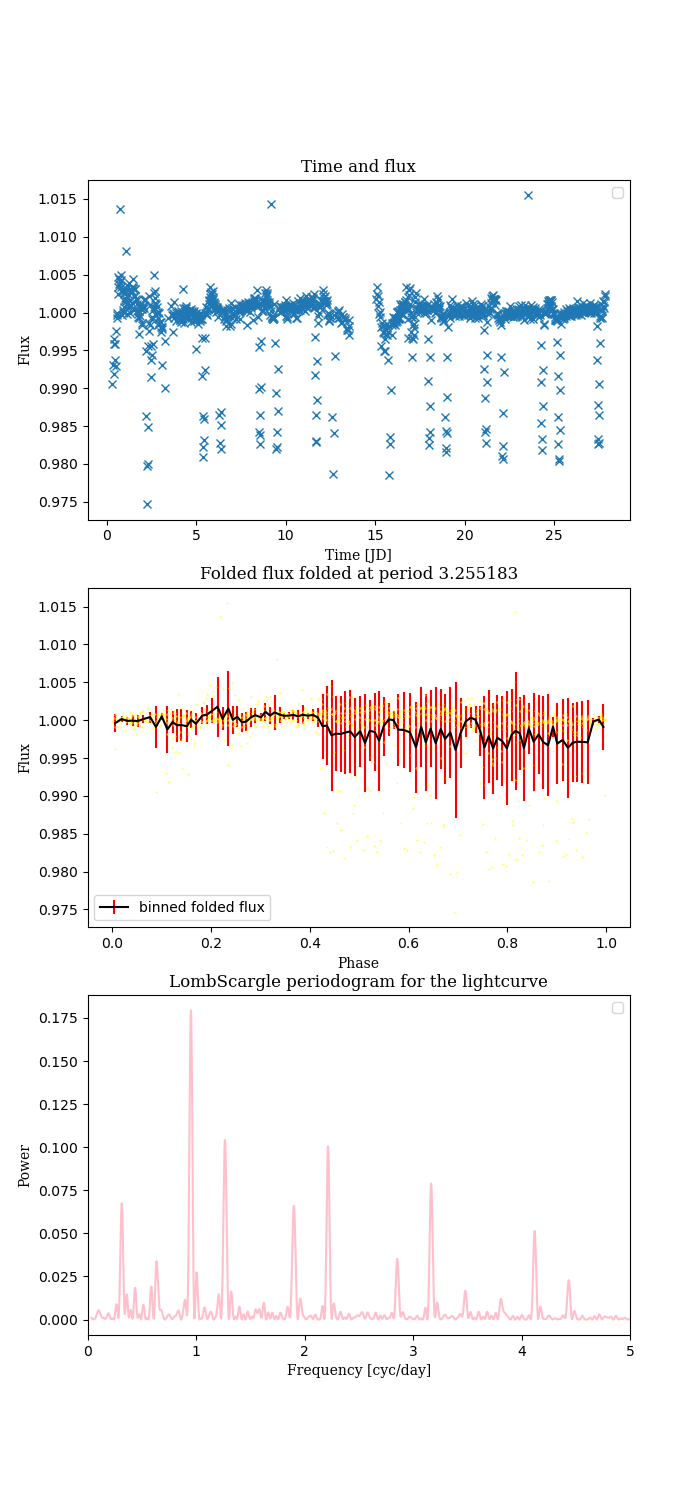 Time and flux
1.015
1.010
1.005
1.000
0.995
0.990
0.985
0.980
0.975
Flux
0 5 10 15 20 25
Time [JD]
Folded flux folded at period 3.255183
1.015
1.010
1.005
1.000
0.995
0.990
0.985
0.980
0.975
Flux
binned folded flux
0.0 0.2 0.4 0.6 0.8 1.0
Phase
LombScargle periodogram for the lightcurve
0.175
0.150
0.125
0.100
0.075
0.050
0.025
0.000
Power
0 1 2 3 4 5
Frequency [cyc/day]